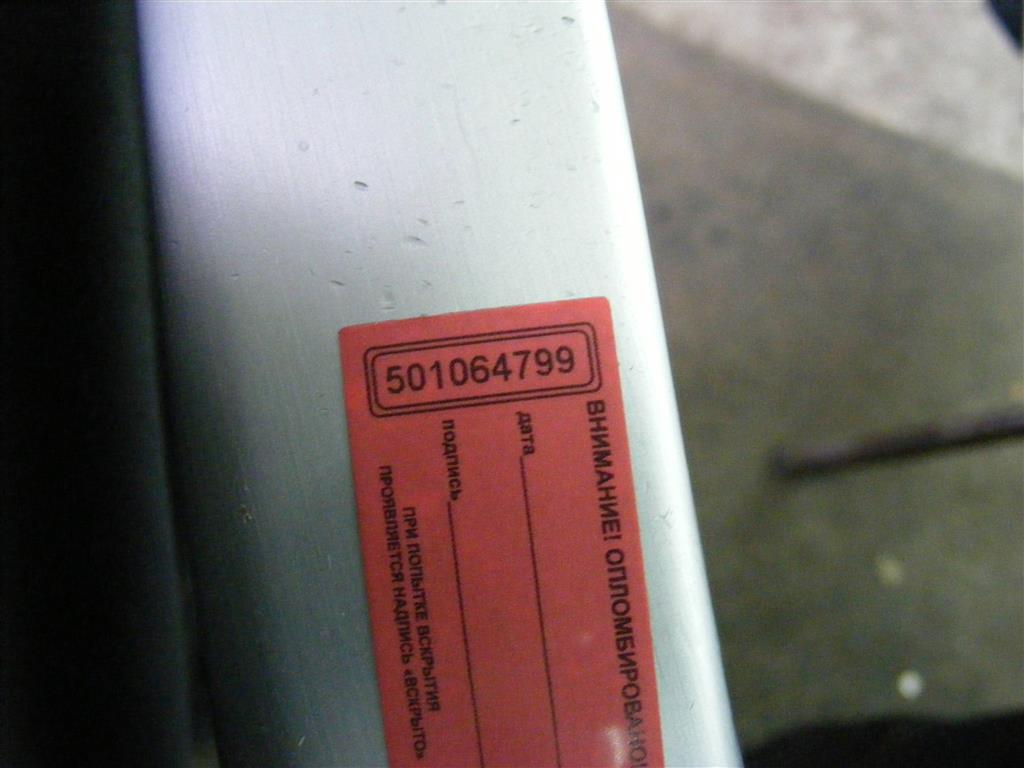 501064799
ВНИМАНИЕ! ОПЛОМБИРОВАНО!
дата
подпись
ПРИ ПОПЫТКЕ ВСКРЫТИЯ
ПРОЯВЛЯЕТСЯ НАДПИСЬ «ВСКРЫТО»